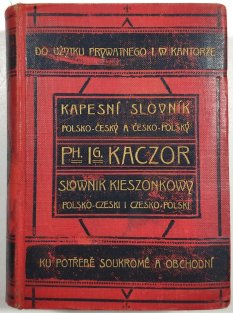 DO UŻYTKU PRYWATNEGO I W KANTORZE
KAPESNÍ SLOVNÍK
POLSKO-ČESKÝ A ČESKO-POLSKÝ
PH. IG. KACZOR
SŁOWNIK KIESZONKOWY
POLSKO-CZESKI I CZESKO-POLSKI
KU POTŘEBĚ SOUKROMÉ A OBCHODNÍ